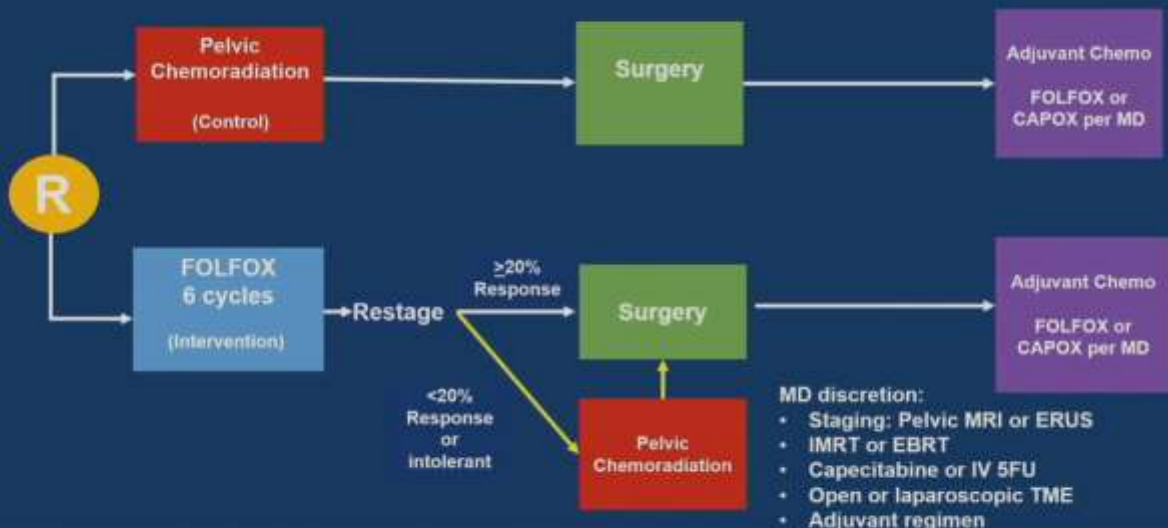 Pelvic
Chemoradiation
(Control)
Surgery
Adjuvant Chemo
FOLFOX or
CAPOX per MD
R
FOLFOX
6 cycles
(Intervention)
Restage
≥20%
Response
Surgery
Adjuvant Chemo
FOLFOX or
CAPOX per MD
<20%
Response
or
intolerant
Pelvic
Chemoradiation
MD discretion:
• Staging: Pelvic MRI or ERUS
• IMRT or EBRT
• Capecitabine or IV 5FU
• Open or laparoscopic TME
• Adjuvant regimen